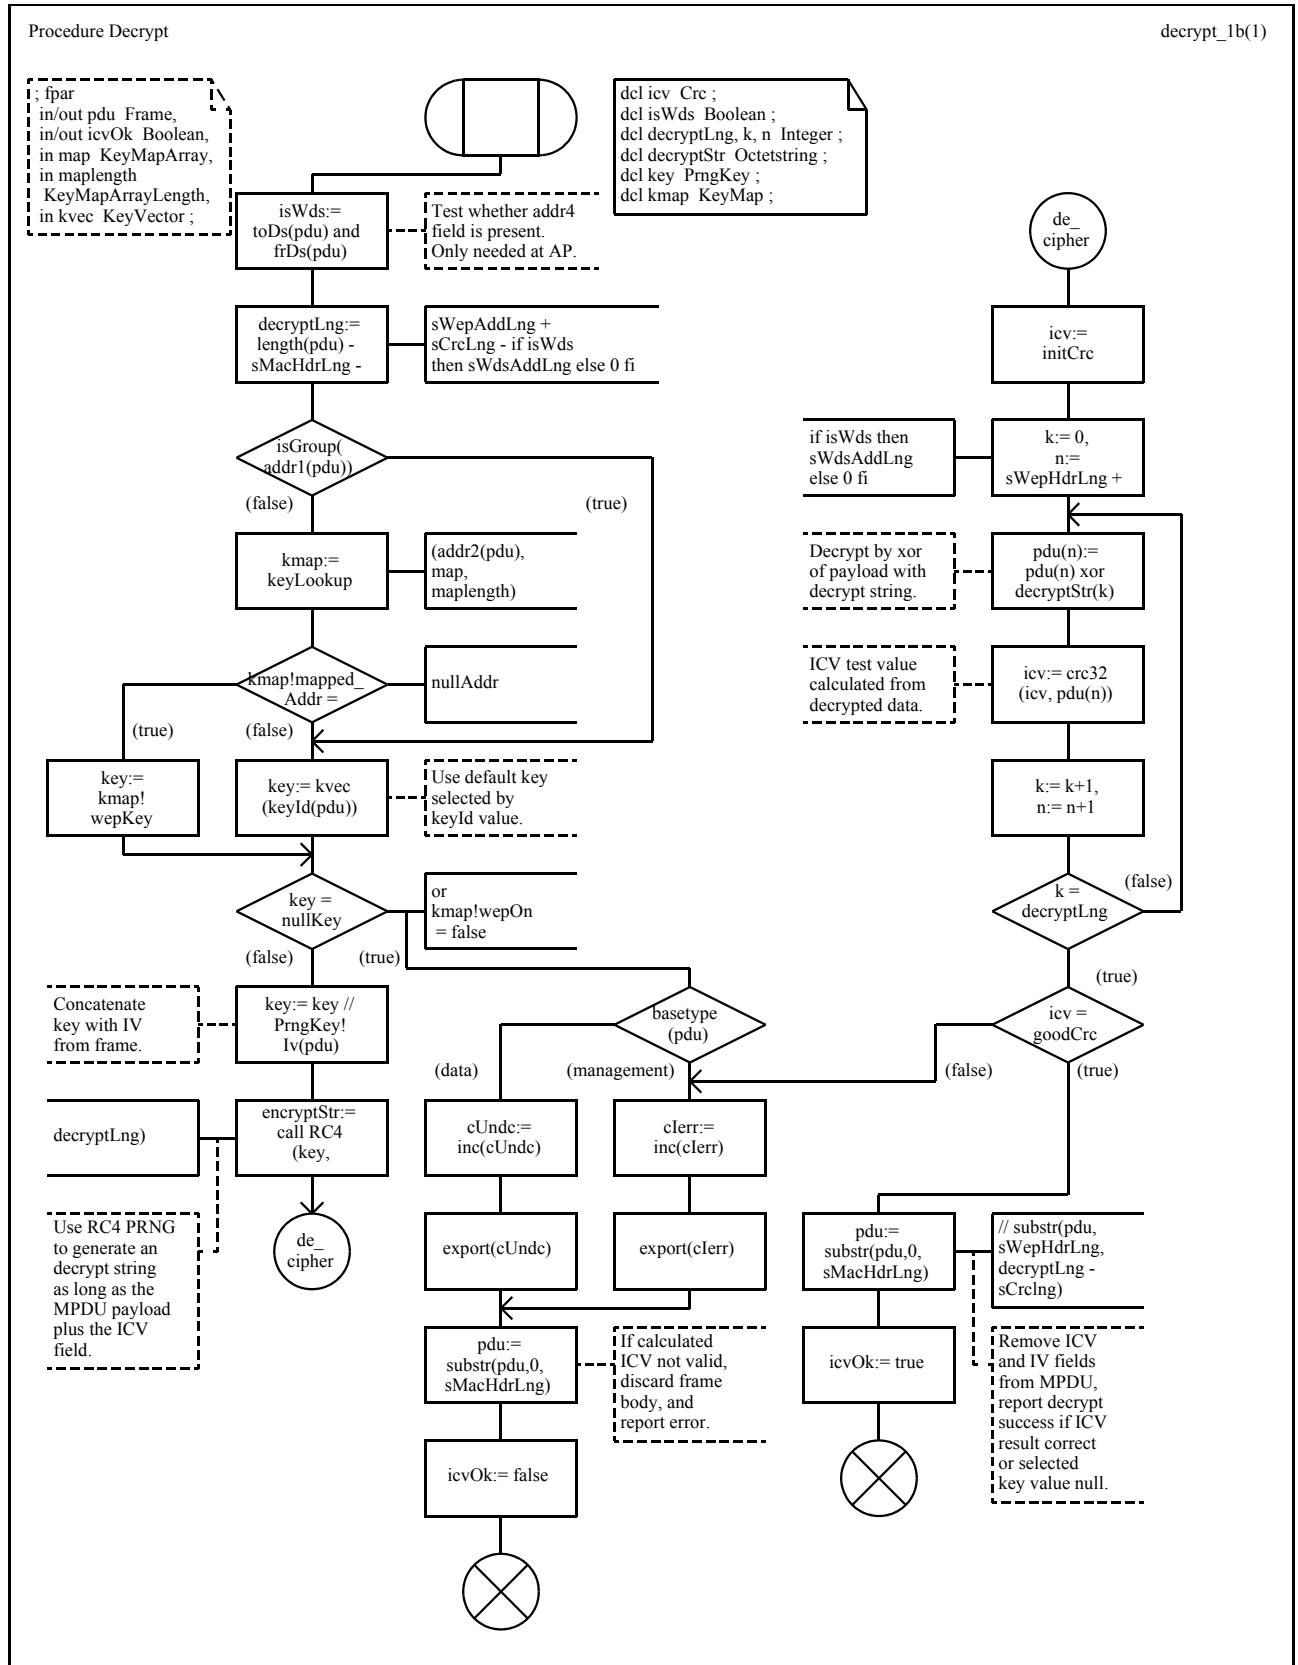 Procedure Decrypt
decrypt_1b(1)
; fpar
in/out pdu Frame,
in/out icvOk Boolean,
in map KeyMapArray,
in maplength
KeyMapArrayLength,
in kvec KeyVector ;
dcl icv Crc ;
dcl isWds Boolean ;
dcl decryptLng, k, n Integer ;
dcl decryptStr Octetstring ;
dcl key PrngKey ;
dcl kmap KeyMap ;
isWds:=
toDs(pdu) and
frDs(pdu)
Test whether addr4
field is present.
Only needed at AP.
decryptLng:=
length(pdu) -
sMacHdrLng -
sWepAddLng +
sCrcLng - if isWds
then sWdsAddLng else 0 fi
isGroup(
addr1(pdu))
(false)
(true)
kmap:=
keyLookup
(addr2(pdu),
map,
maplength)
kmap!mapped_
Addr =
nullAddr
(true)
(false)
key:=
kmap!
wepKey
key:= kvec
(keyId(pdu))
Use default key
selected by
keyId value.
key =
nullKey
or
kmap!wepOn
= false
(false)
(true)
Concatenate
key with IV
from frame.
key:= key //
PrngKey!
Iv(pdu)
decryptLng)
encryptStr:=
call RC4
(key,
Use RC4 PRNG
to generate an
decrypt string
as long as the
MPDU payload
plus the ICV
field.
de_
cipher
basetype
(pdu)
(data)
(management)
cUndc:=
inc(cUndc)
cIerr:=
inc(cIerr)
export(cUndc)
export(cIerr)
pdu:=
substr(pdu,0,
sMacHdrLng)
If calculated
ICV not valid,
discard frame
body, and
report error.
icvOk:= false
de_
cipher
icv:=
initCrc
if isWds then
sWdsAddLng
else 0 fi
k:= 0,
n:=
sWepHdrLng +
Decrypt by xor
of payload with
decrypt string.
pdu(n):=
pdu(n) xor
decryptStr(k)
ICV test value
calculated from
decrypted data.
icv:= crc32
(icv, pdu(n))
k:= k+1,
n:= n+1
k =
decryptLng
(false)
(true)
icv =
goodCrc
(false)
(true)
pdu:=
substr(pdu,0,
sMacHdrLng)
// substr(pdu,
sWepHdrLng,
decryptLng -
sCrclng)
icvOk:= true
Remove ICV
and IV fields
from MPDU,
report decrypt
success if ICV
result correct
or selected
key value null.